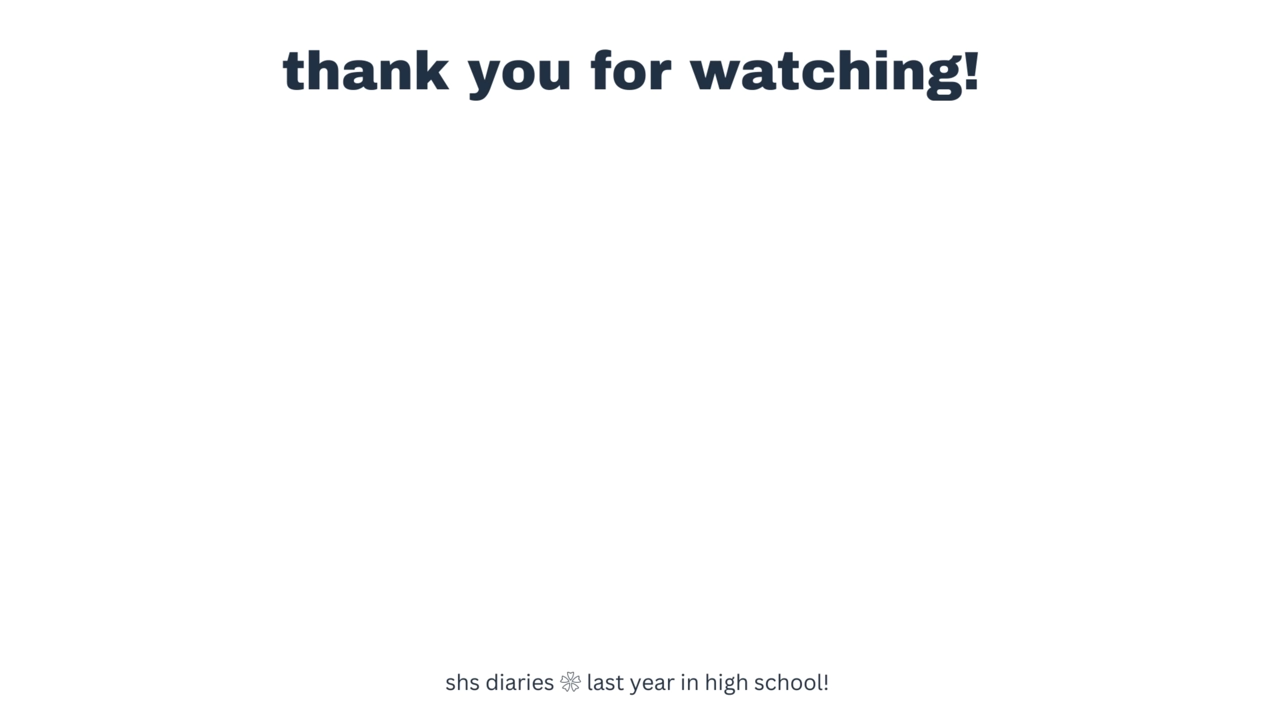 thank you for watching!
shs diaries ❀ last year in high school!